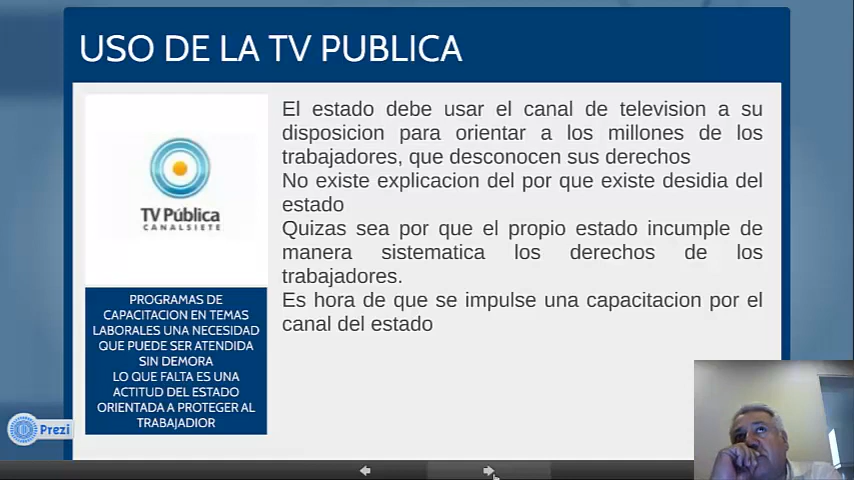 USO DE LA TV PUBLICA
El estado debe usar el canal de television a su
disposicion para orientar a los millones de los
trabajadores, que desconocen sus derechos
No existe explicacion del por que existe desidia del
estado
Quizas sea por que el propio estado incumple de
manera sistematica los derechos de los
trabajadores.
Es hora de que se impulse una capacitacion por el
canal del estado
TV Pública
CANALSIETE
PROGRAMAS DE
CAPACITACION EN TEMAS
LABORALES UNA NECESIDAD
QUE PUEDE SER ATENDIDA
SIN DEMORA
LO QUE FALTA ES UNA
ACTITUD DEL ESTADO
ORIENTADA A PROTEGER AL
TRABAJADIOR
Prezi